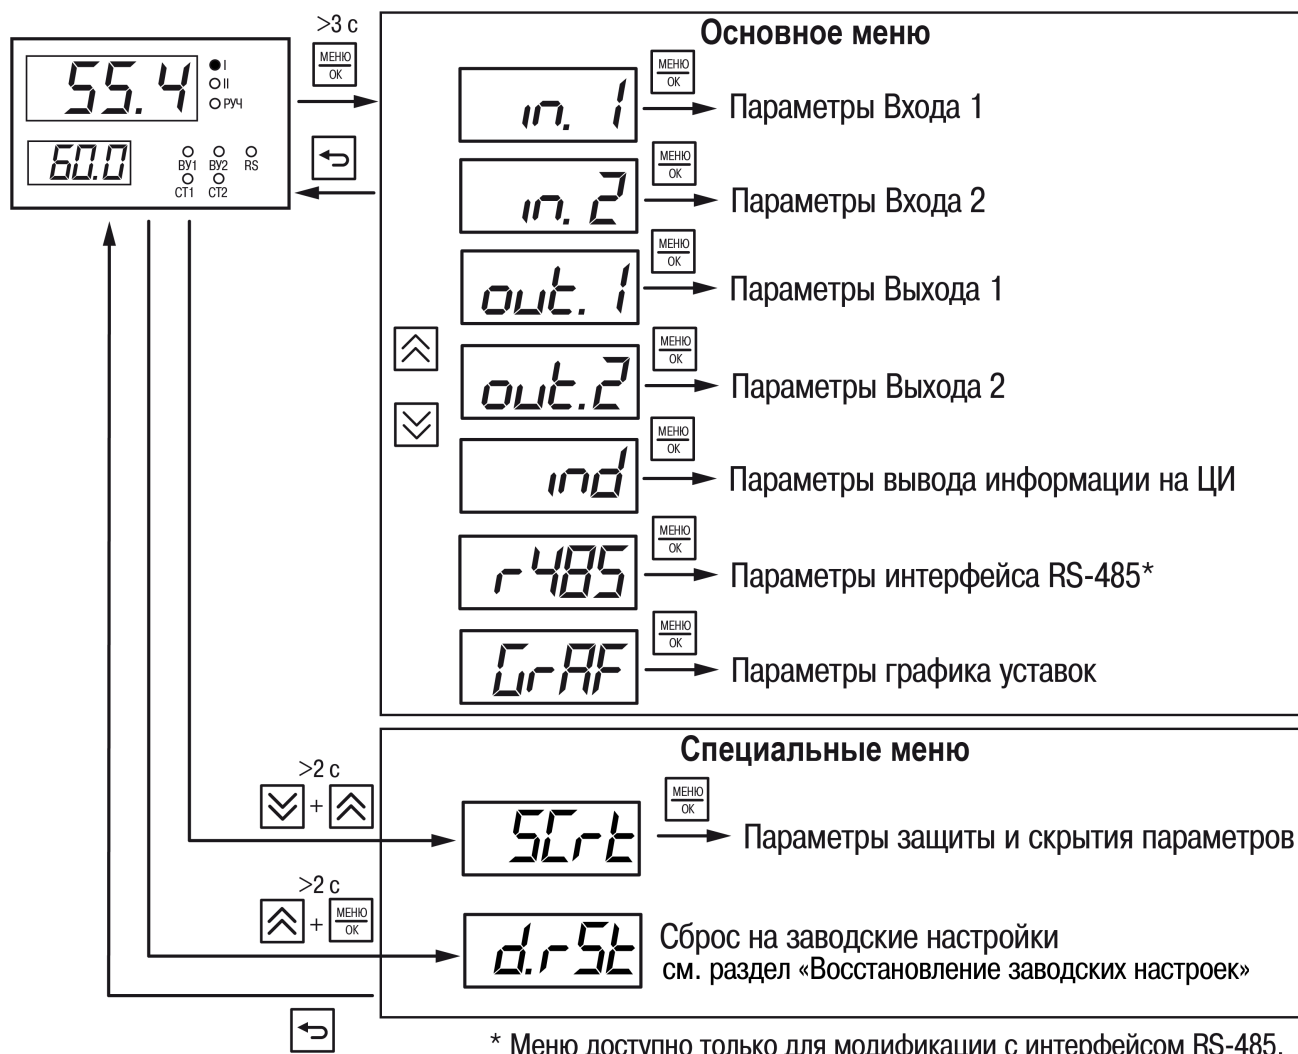 >3 с
МЕНЮ
ОК
55.4
I
II
РУЧ
60.0
ВУ1 ВУ2 RS
СТ1 СТ2
Основное меню
in. 1
МЕНЮ
ОК
Параметры Входа 1
in. 2
МЕНЮ
ОК
Параметры Входа 2
out. 1
МЕНЮ
ОК
Параметры Выхода 1
out.2
МЕНЮ
ОК
Параметры Выхода 2
ind
МЕНЮ
ОК
Параметры вывода информации на ЦИ
r485
МЕНЮ
ОК
Параметры интерфейса RS-485*
GrAF
МЕНЮ
ОК
Параметры графика уставок
Специальные меню
>2 с
+
SCrt
МЕНЮ
ОК
Параметры защиты и скрытия параметров
>2 с
+ МЕНЮ
ОК
d.rSt
Сброс на заводские настройки
см. раздел «Восстановление заводских настроек»
* Меню доступно только для модификации с интерфейсом RS-485.